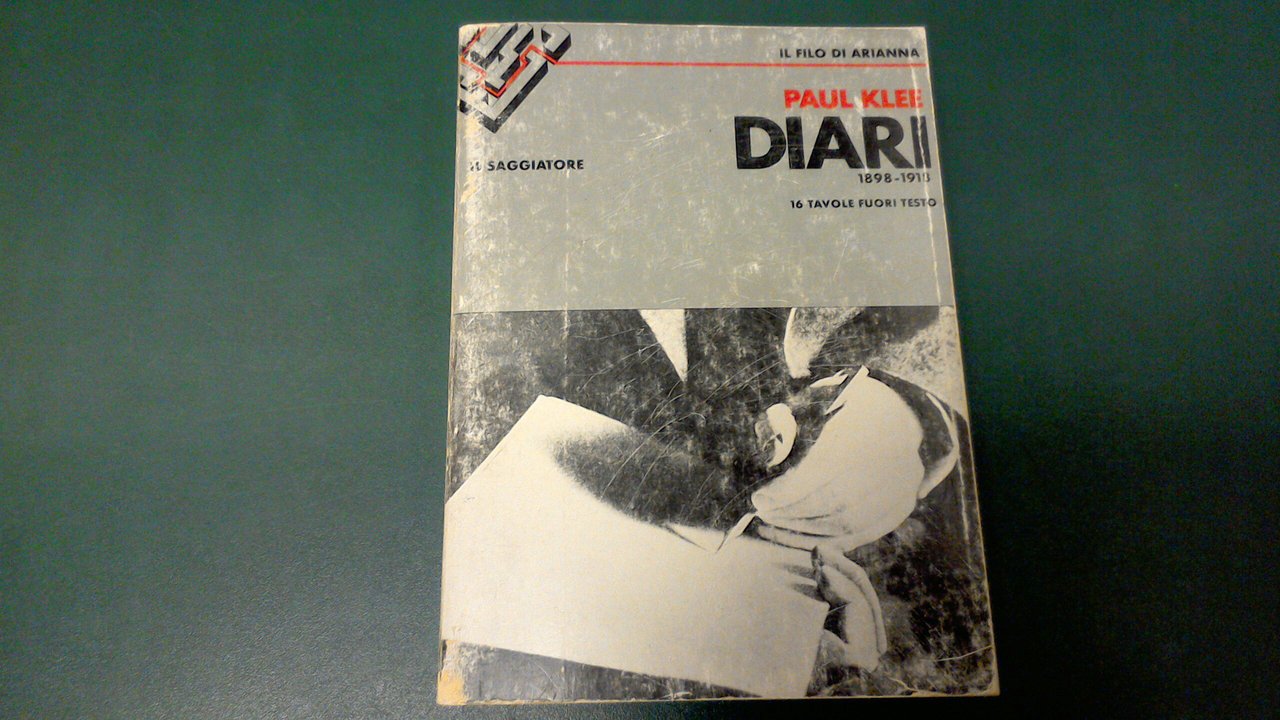 IL FILO DI ARIANNA
PAUL KLEE
DIARI
1898-1918
IL SAGGIATORE
16 TAVOLE FUORI TESTO